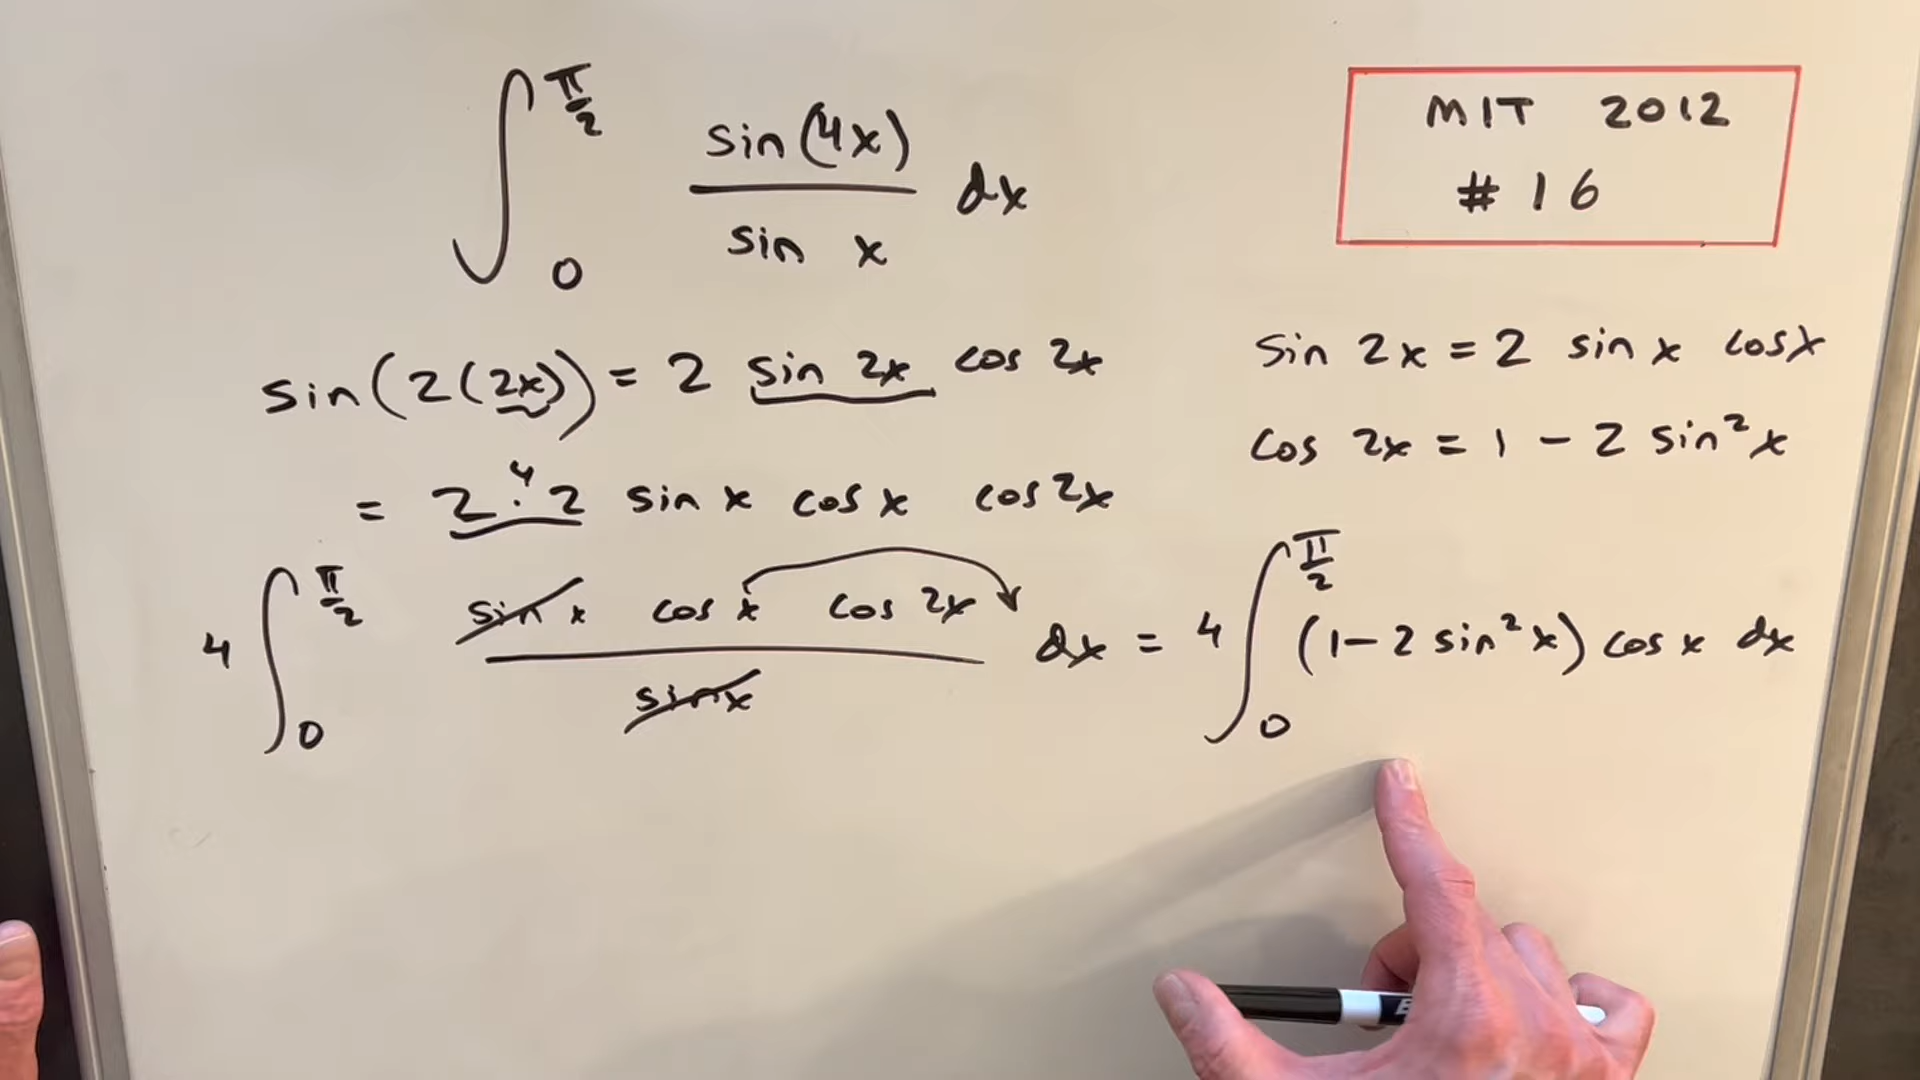 ∫₀^(π/2) sin(4x)/sin x dx
MIT 2012
# 16
sin(2(2x)) = 2 sin 2x cos 2x
sin 2x = 2 sin x cos x
cos 2x = 1 - 2 sin² x
= 2·2 sin x cos x cos 2x
4
4 ∫₀^(π/2) sin x cos x cos 2x / sin x dx = 4 ∫₀^(π/2) (1 - 2 sin² x) cos x dx